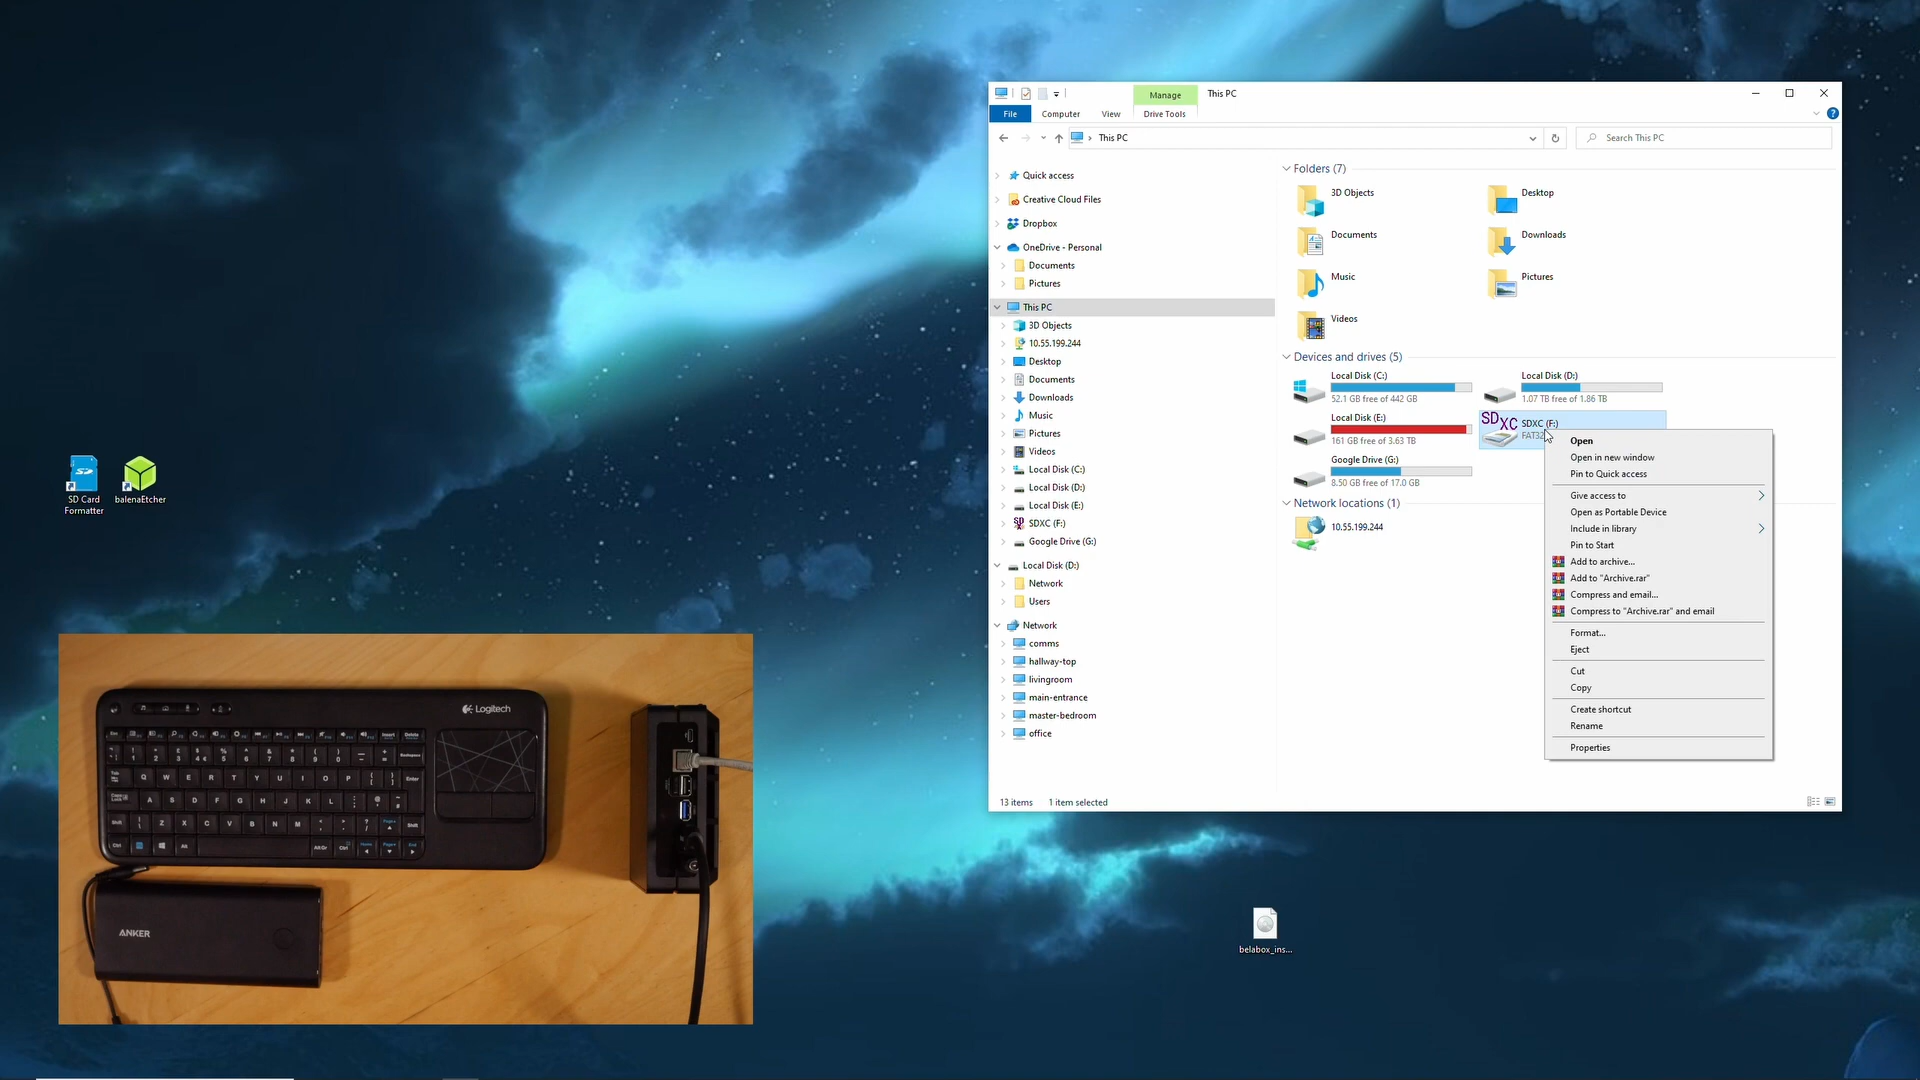 Manage
This PC
File
Computer
View
Drive Tools
This PC
Search This PC
Quick access
Creative Cloud Files
Dropbox
OneDrive - Personal
Documents
Pictures
This PC
3D Objects
10.55.199.244
Desktop
Documents
Downloads
Music
Pictures
Videos
Local Disk (C:)
Local Disk (D:)
Local Disk (E:)
SDXC (F:)
Google Drive (G:)
Local Disk (D:)
Network
Users
Network
comms
hallway-top
livingroom
main-entrance
master-bedroom
office
Folders (7)
3D Objects
Desktop
Documents
Downloads
Music
Pictures
Videos
Devices and drives (5)
Local Disk (C:)
52.1 GB free of 442 GB
Local Disk (D:)
1.07 TB free of 1.86 TB
Local Disk (E:)
161 GB free of 3.63 TB
SDXC
SDXC (F:)
FAT32
Google Drive (G:)
8.50 GB free of 17.0 GB
Network locations (1)
10.55.199.244
Open
Open in new window
Pin to Quick access
Give access to
Open as Portable Device
Include in library
Pin to Start
Add to archive...
Add to "Archive.rar"
Compress and email...
Compress to "Archive.rar" and email
Format...
Eject
Cut
Copy
Create shortcut
Rename
Properties
13 items
1 item selected
SD Card
Formatter
balenaEtcher
belabox_ins...
Logitech
Q W E R T Y U I O P
A S D F G H J K L
Z X C V B N M
ANKER